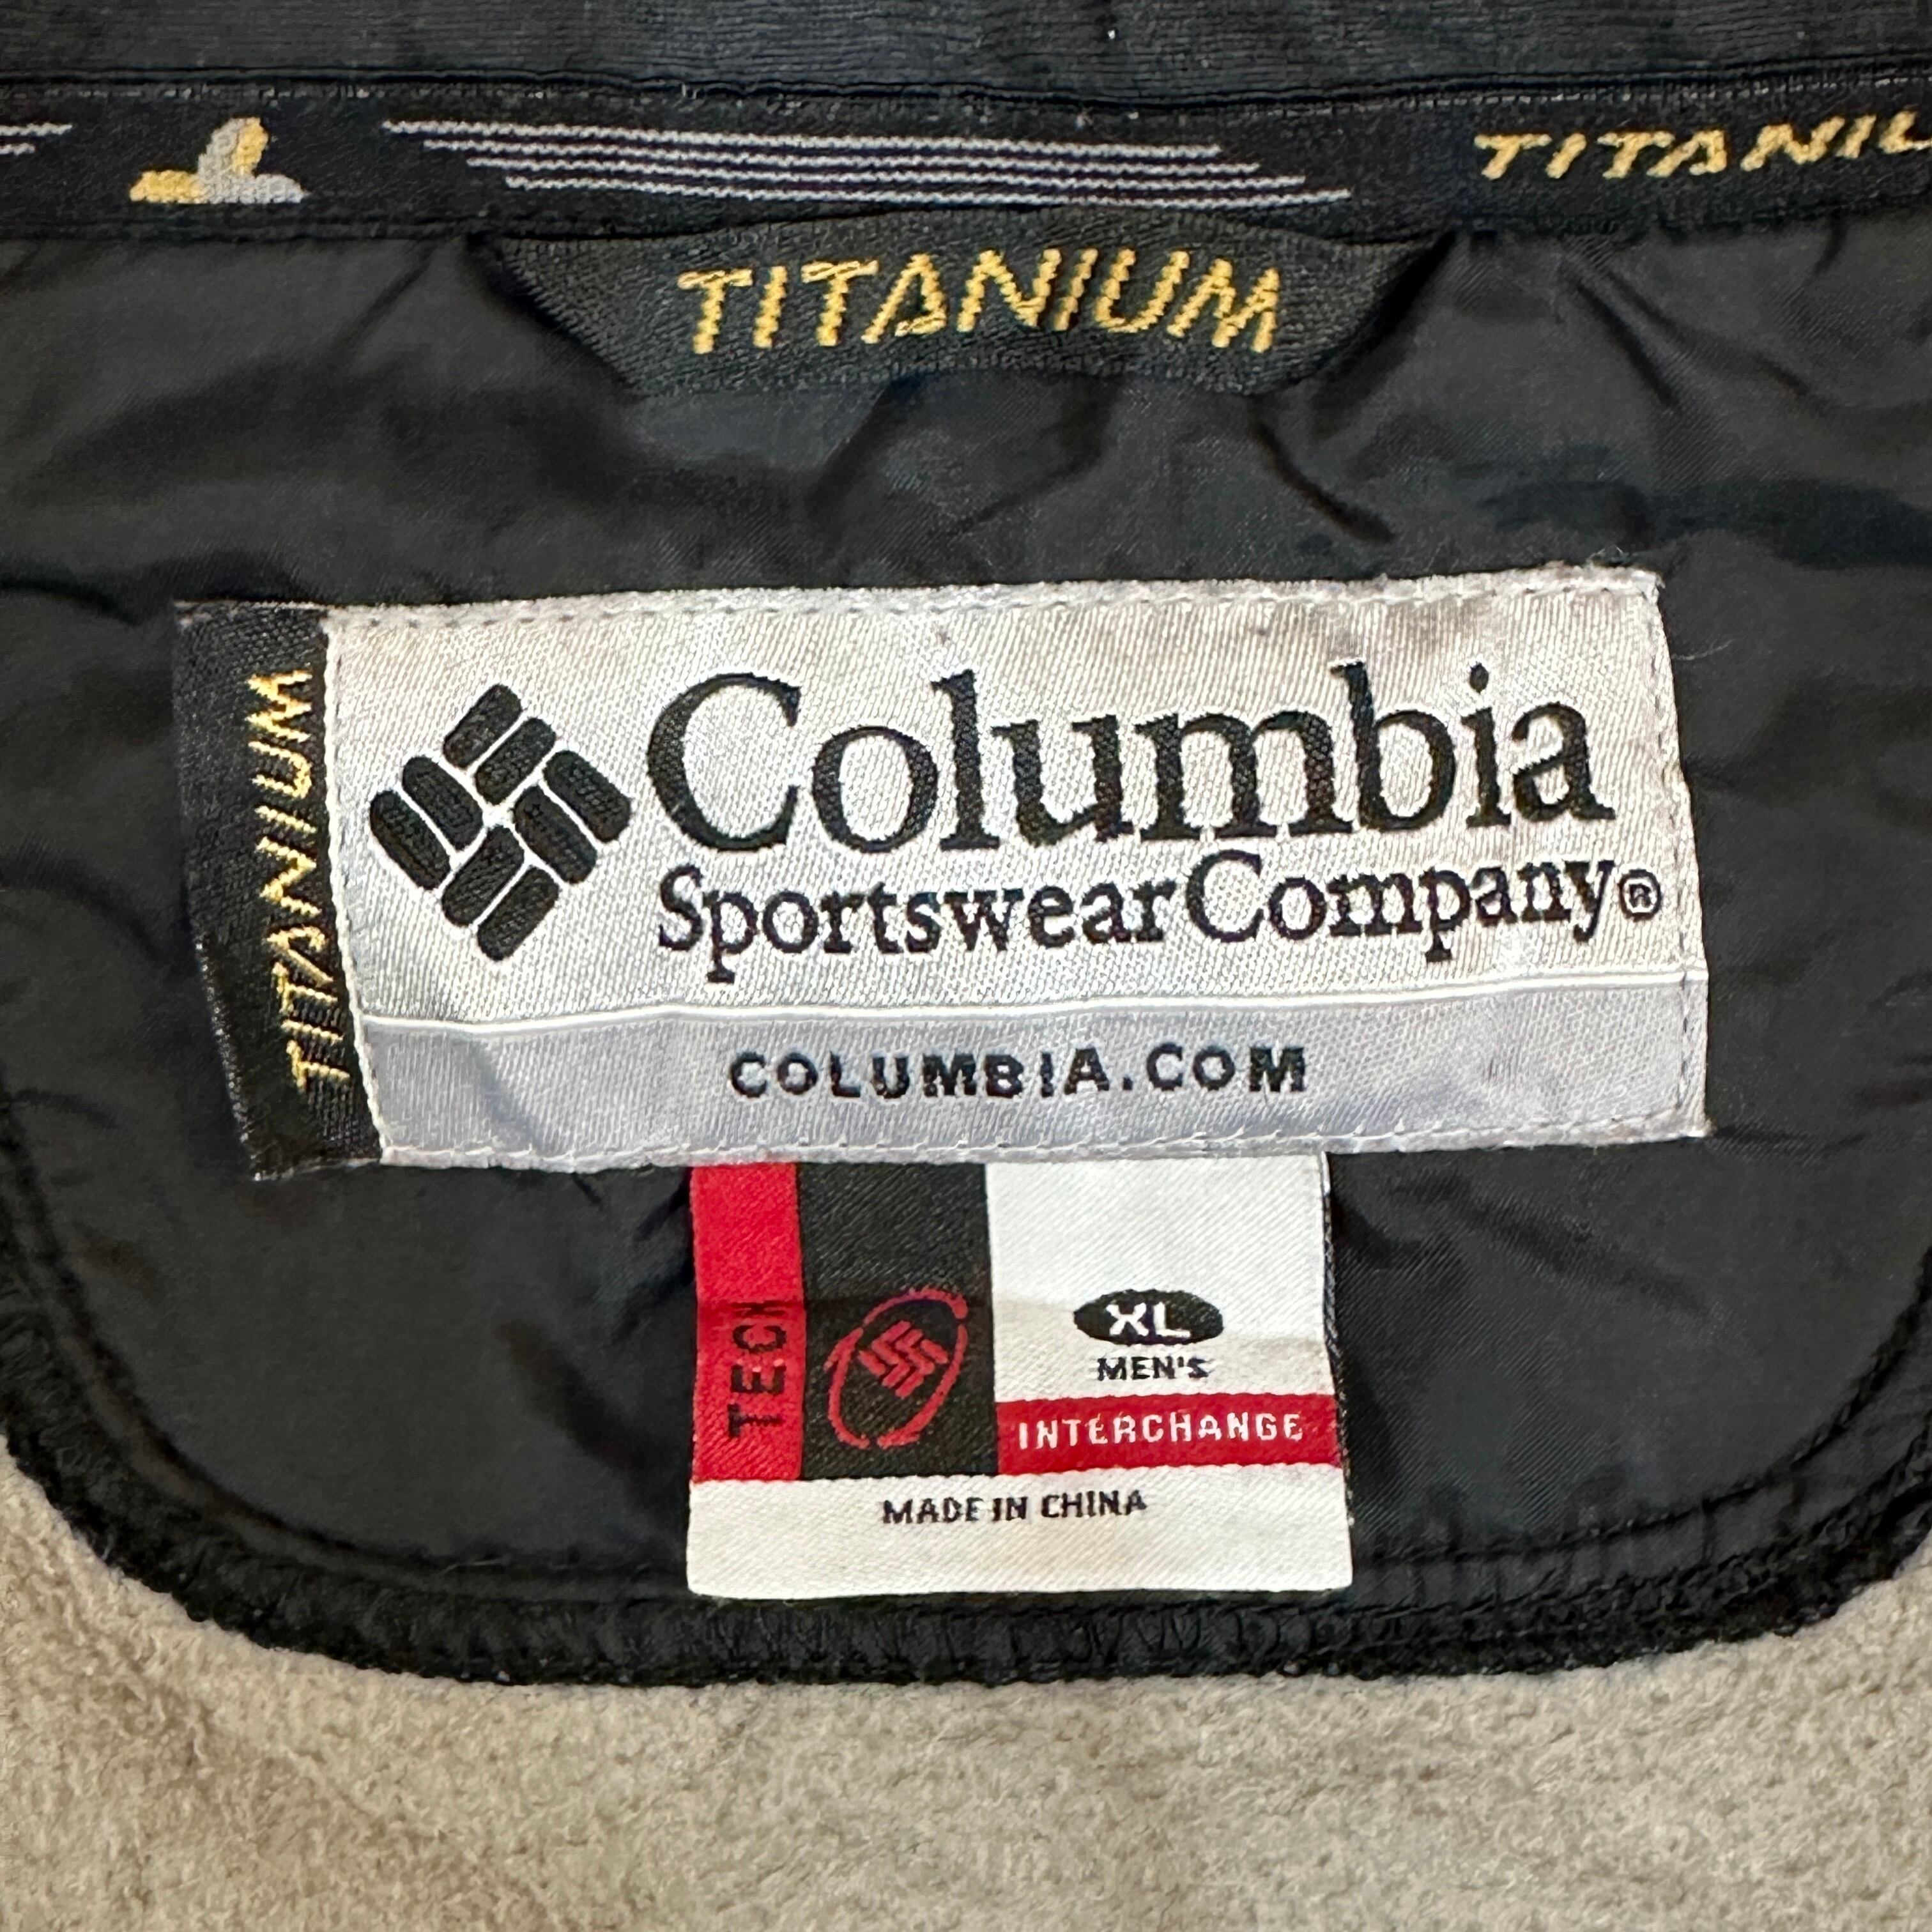 TITANIU
TITANIUM
TITANIUM
Columbia
Sportswear Company®
COLUMBIA.COM
TECH
XL
MEN'S
INTERCHANGE
MADE IN CHINA